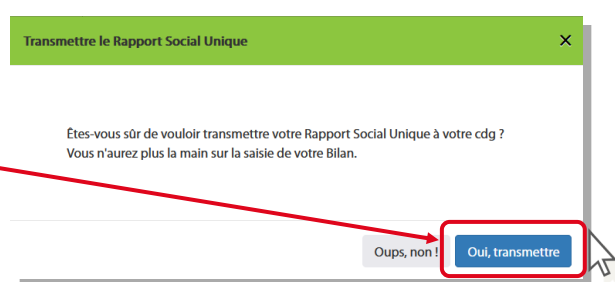 Transmettre le Rapport Social Unique ×
Êtes-vous sûr de vouloir transmettre votre Rapport Social Unique à votre cdg ?
Vous n'aurez plus la main sur la saisie de votre Bilan.
Oups, non ! Oui, transmettre